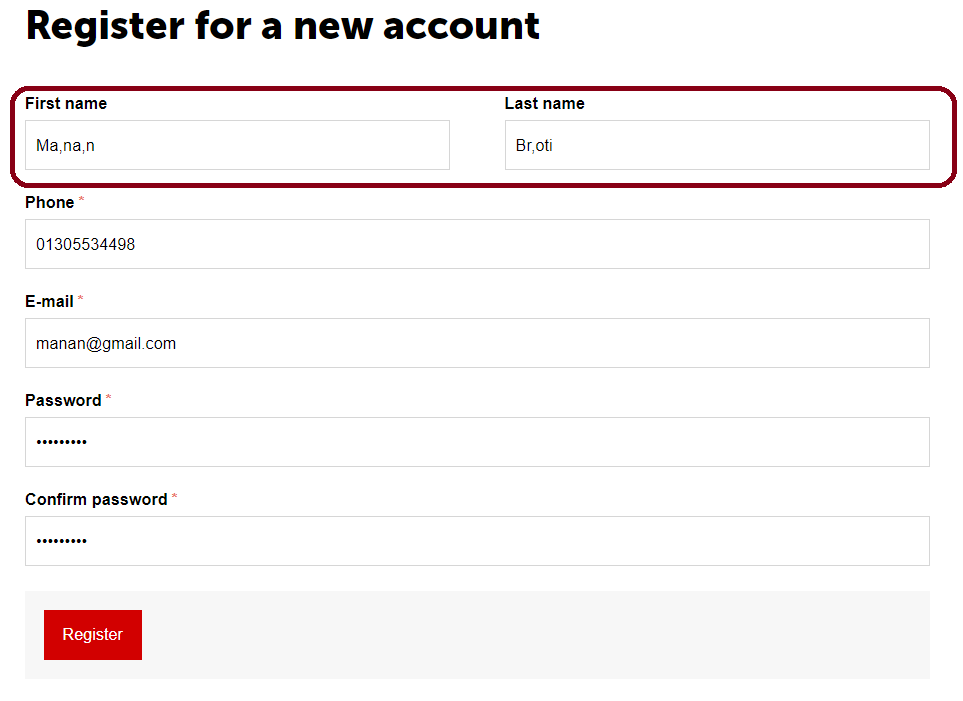 Register for a new account
First name Last name
Ma,na,n Br,oti
Phone *
01305534498
E-mail *
manan@gmail.com
Password *
•••••••••
Confirm password *
•••••••••
Register